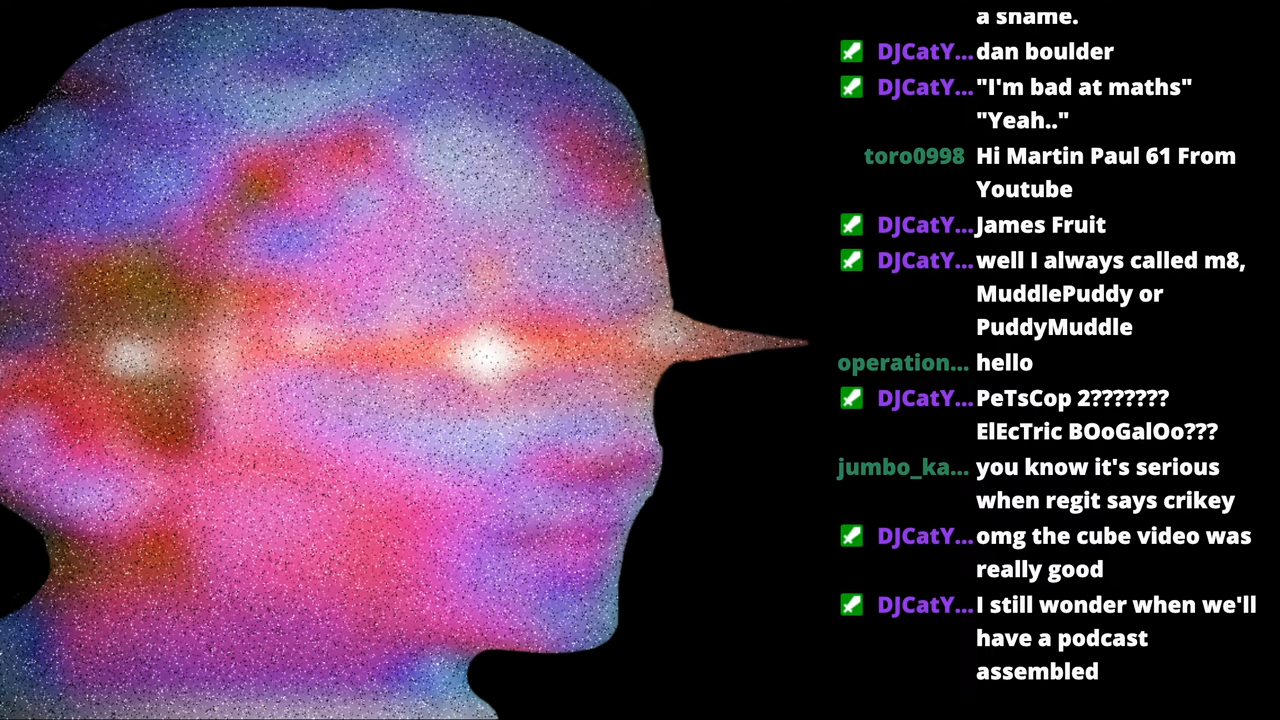 a shame.
DJCatY... dan boulder
DJCatY... "I'm bad at maths"
"Yeah.."
toro0998 Hi Martin Paul 61 From
Youtube
DJCatY... James Fruit
DJCatY... well I always called m8,
MuddlePuddy or
PuddyMuddle
operation... hello
DJCatY... PeTsCop 2???????
ElEcTric BOoGalOo???
jumbo_ka... you know it's serious
when regit says crikey
DJCatY... omg the cube video was
really good
DJCatY... I still wonder when we'll
have a podcast
assembled